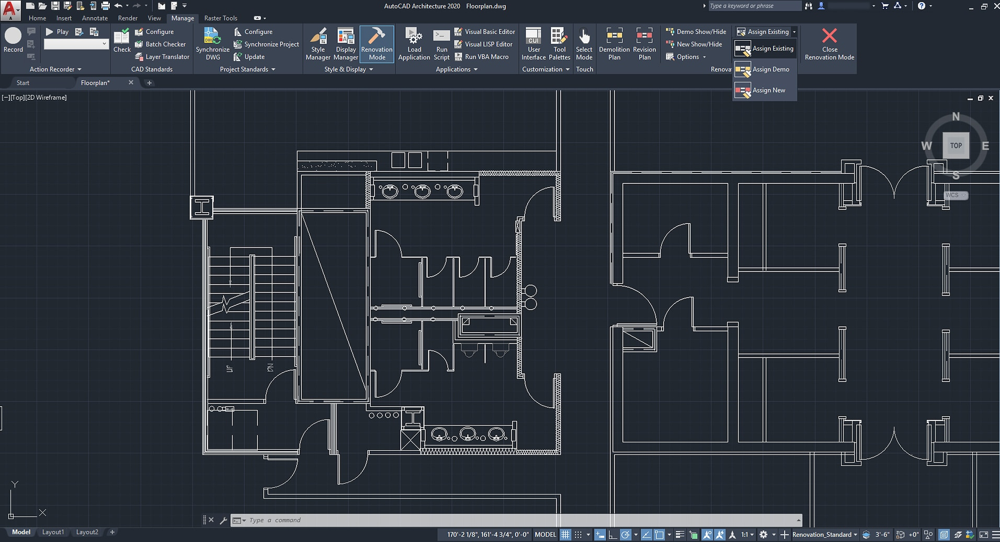 A
A
AutoCAD Architecture 2020 Floorplan.dwg
Type a keyword or phrase
?
Home Insert Annotate Render View Manage Raster Tools
Record
Play
Action Recorder
Check
Configure
Batch Checker
Layer Translator
CAD Standards
DWG
Synchronize
DWG
Configure
Synchronize Project
Update
Project Standards
Style
Manager
Display
Manager
Renovation
Mode
Style & Display
Load
Application
Run
Script
Visual Basic Editor
Visual LISP Editor
Run VBA Macro
Applications
CUI
User
Interface
Tool
Palettes
Customization
Select
Mode
Touch
Demolition
Plan
Revision
Plan
Demo Show/Hide
New Show/Hide
Options
Renova
Assign Existing
Assign Existing
Assign Demo
Assign New
Close
Renovation Mode
Start
Floorplan*
[−][Top][2D Wireframe]
N
W
TOP
E
S
WCS
UP
DN
Y
X
Type a command
Model Layout1 Layout2
170'-2 1/8", 161'-4 3/4", 0'-0"
MODEL
1:1
Renovation_Standard
3'-6"
+0"